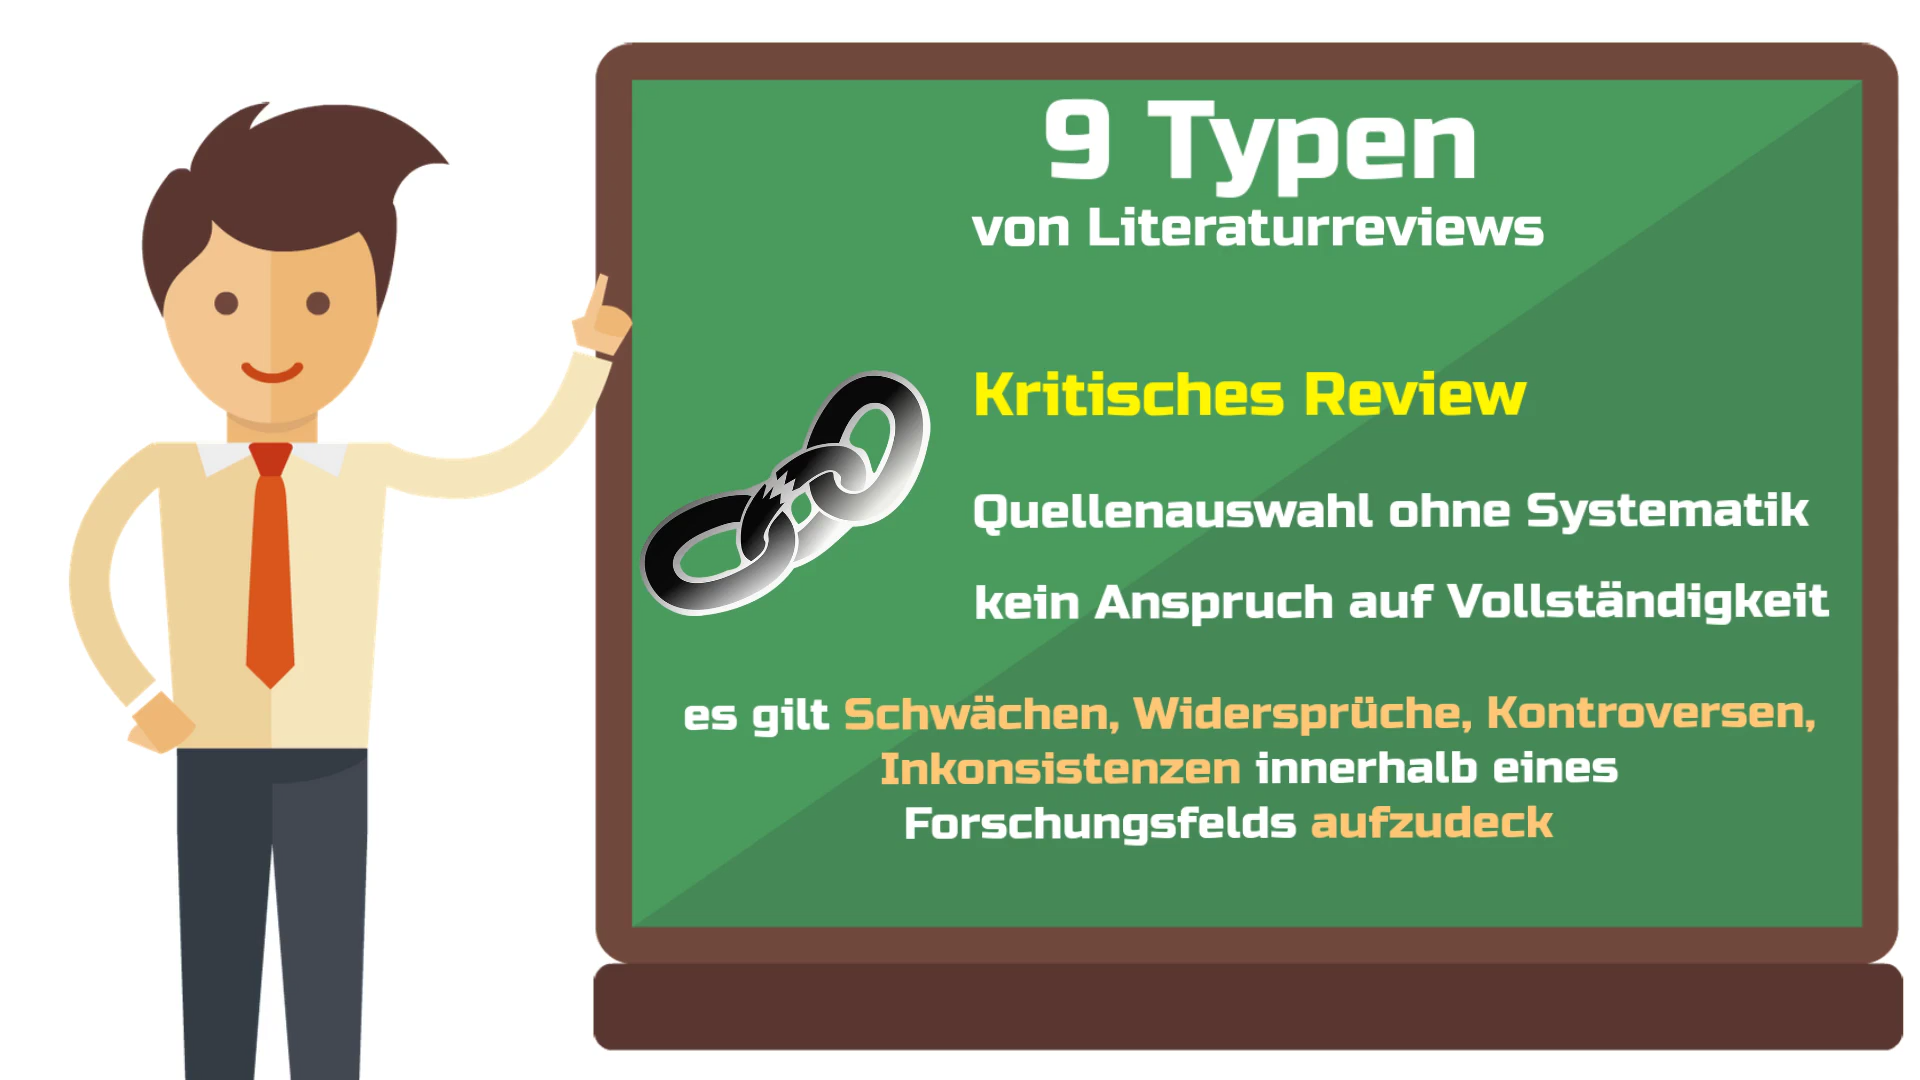 9 Typen
von Literaturreviews
Kritisches Review
Quellenauswahl ohne Systematik
kein Anspruch auf Vollständigkeit
es gilt Schwächen, Widersprüche, Kontroversen,
Inkonsistenzen innerhalb eines
Forschungsfelds aufzudeck